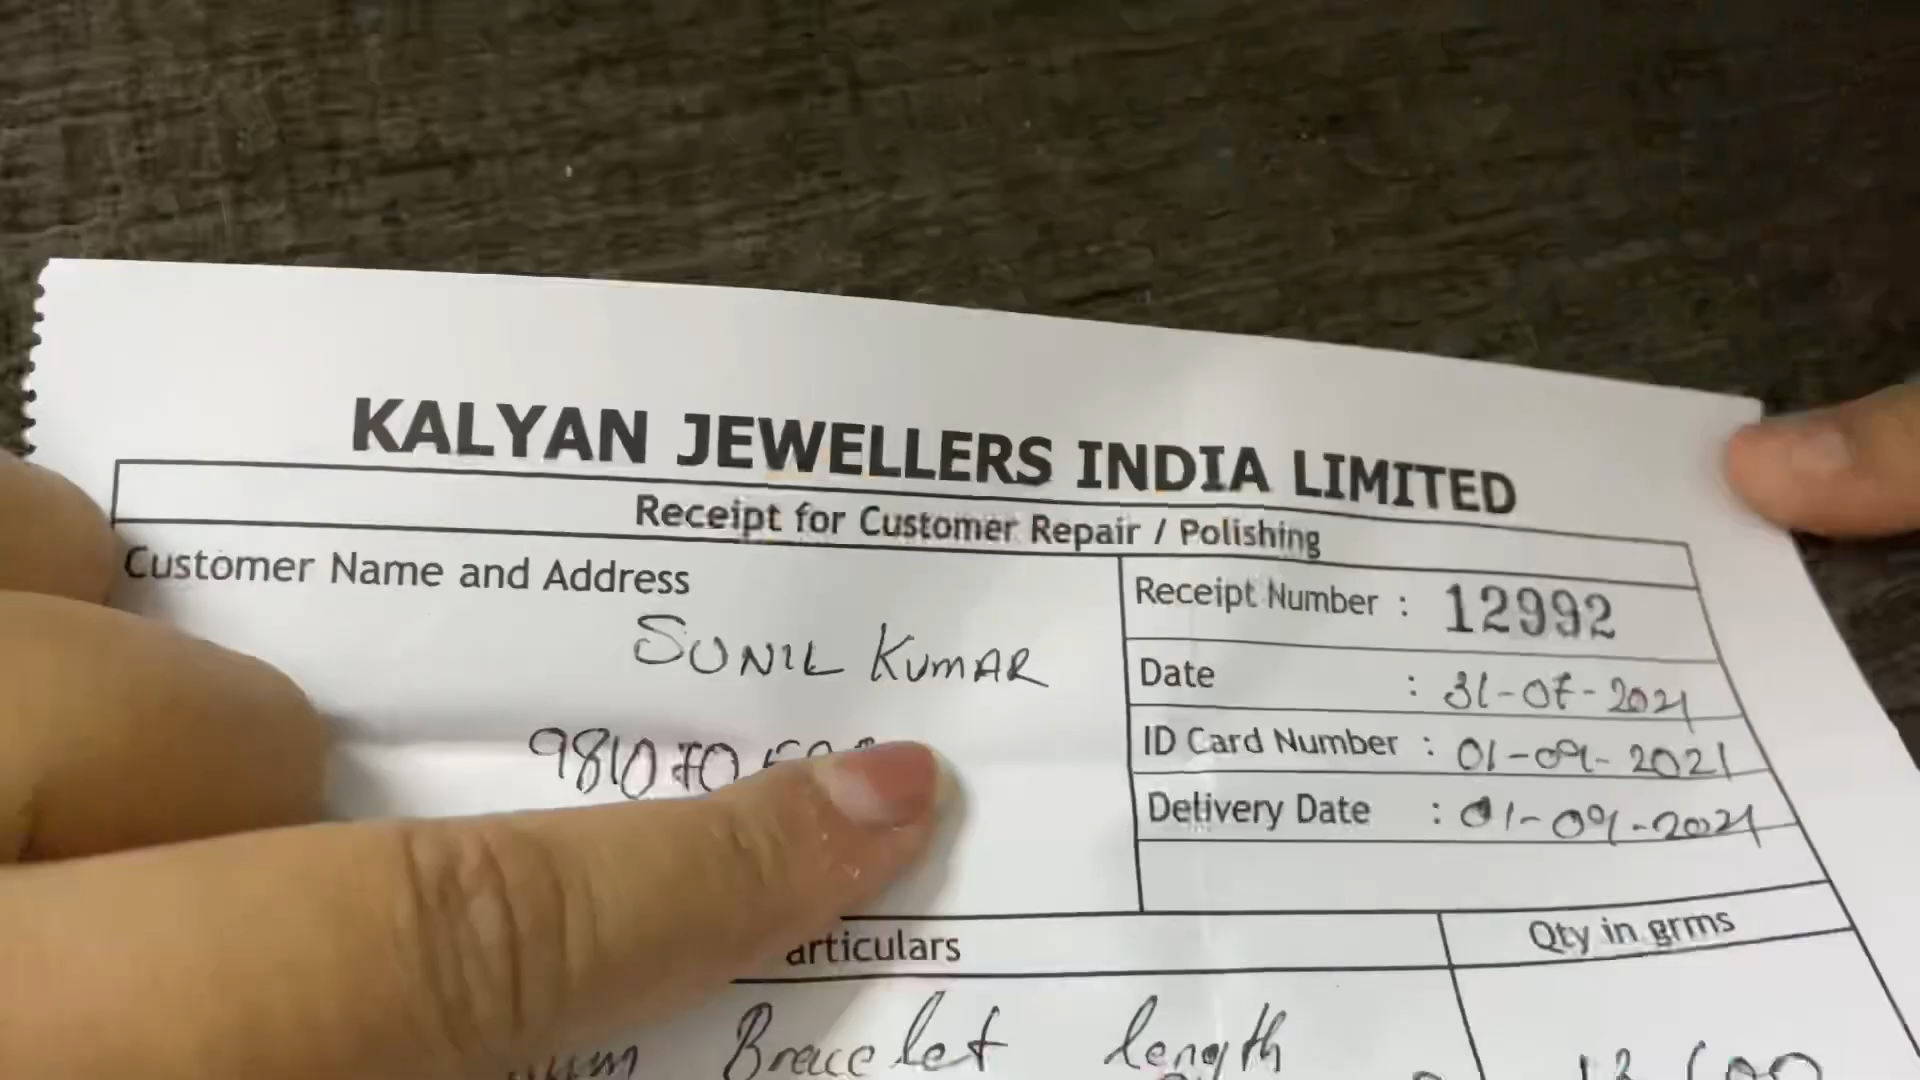 KALYAN JEWELLERS INDIA LIMITED
Receipt for Customer Repair / Polishing
Customer Name and Address
SUNIL KUMAR
981070
Receipt Number : 12992
Date : 31-07-2021
ID Card Number : 01-09-2021
Delivery Date : 01-09-2021
articulars
Qty in grms
Bracelet length